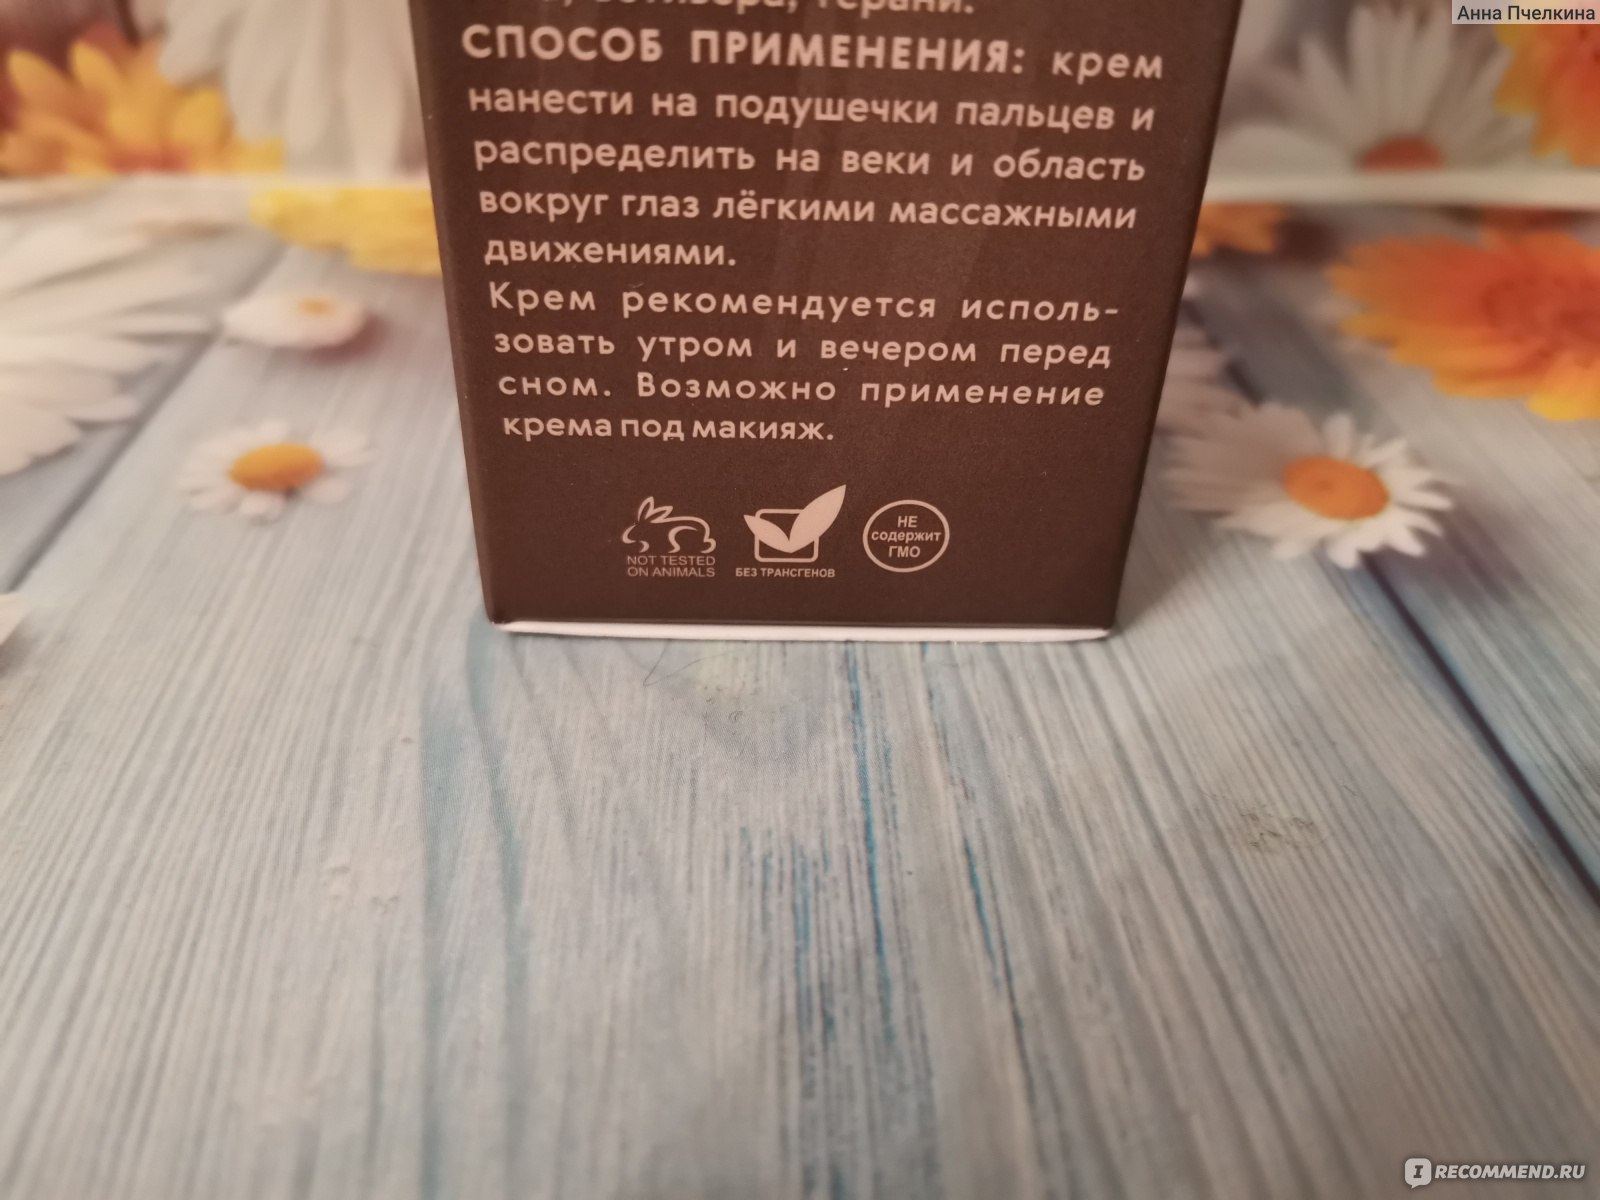 Анна Пчелкина
герани.
СПОСОБ ПРИМЕНЕНИЯ: крем
нанести на подушечки пальцев и
распределить на веки и область
вокруг глаз лёгкими массажными
движениями.
Крем рекомендуется исполь-
зовать утром и вечером перед
сном. Возможно применение
крема под макияж.
NOT TESTED
ON ANIMALS
БЕЗ ТРАНСГЕНОВ
НЕ
содержит
ГМО
IRECOMMEND.RU